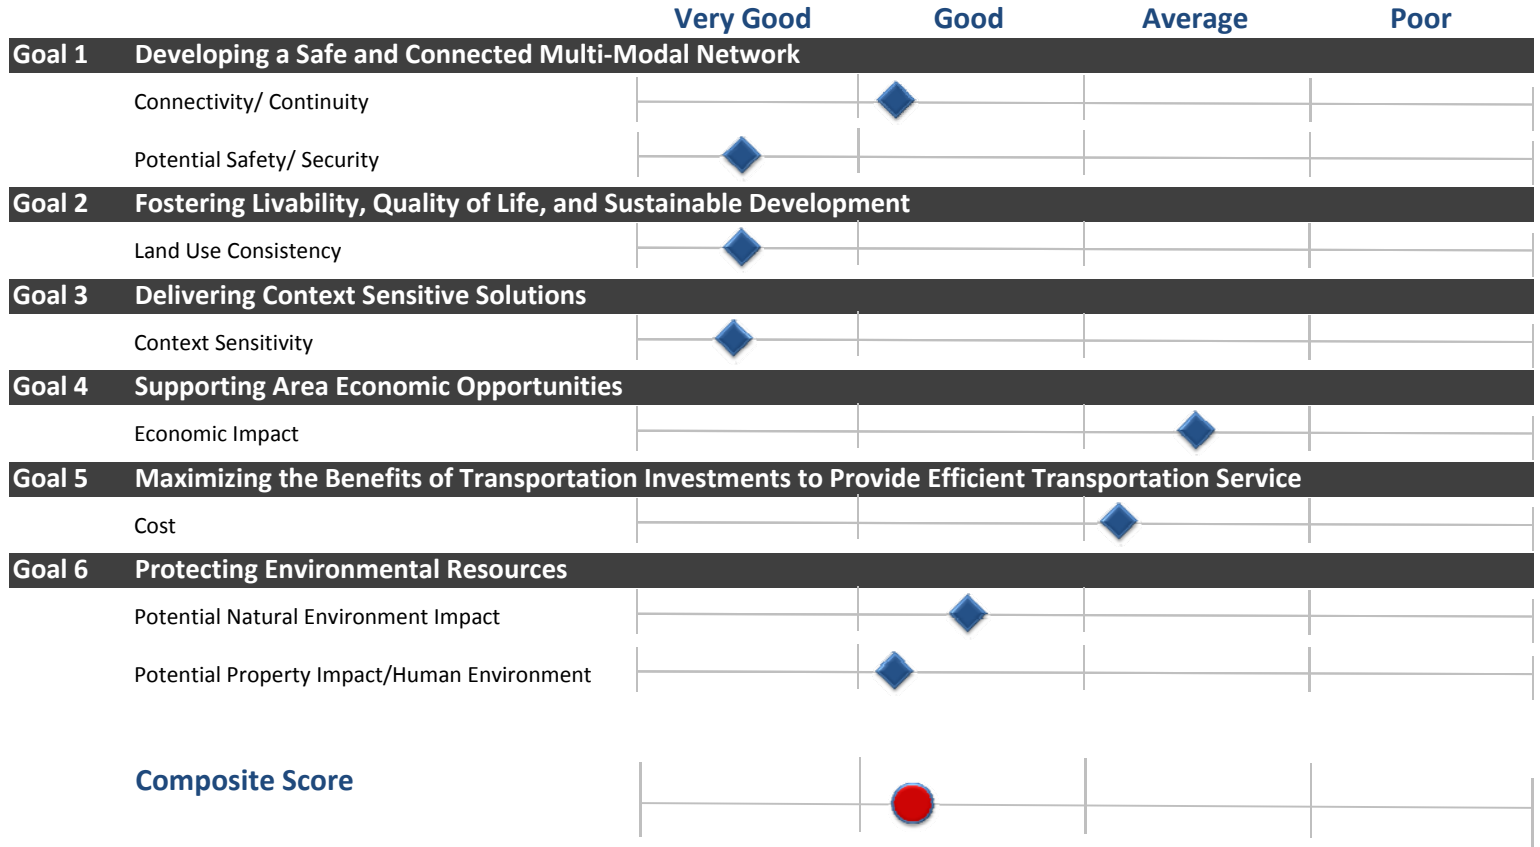 Very Good Good Average Poor
Goal 1 Developing a Safe and Connected Multi-Modal Network
Connectivity/ Continuity
Potential Safety/ Security
Goal 2 Fostering Livability, Quality of Life, and Sustainable Development
Land Use Consistency
Goal 3 Delivering Context Sensitive Solutions
Context Sensitivity
Goal 4 Supporting Area Economic Opportunities
Economic Impact
Goal 5 Maximizing the Benefits of Transportation Investments to Provide Efficient Transportation Service
Cost
Goal 6 Protecting Environmental Resources
Potential Natural Environment Impact
Potential Property Impact/Human Environment
Composite Score